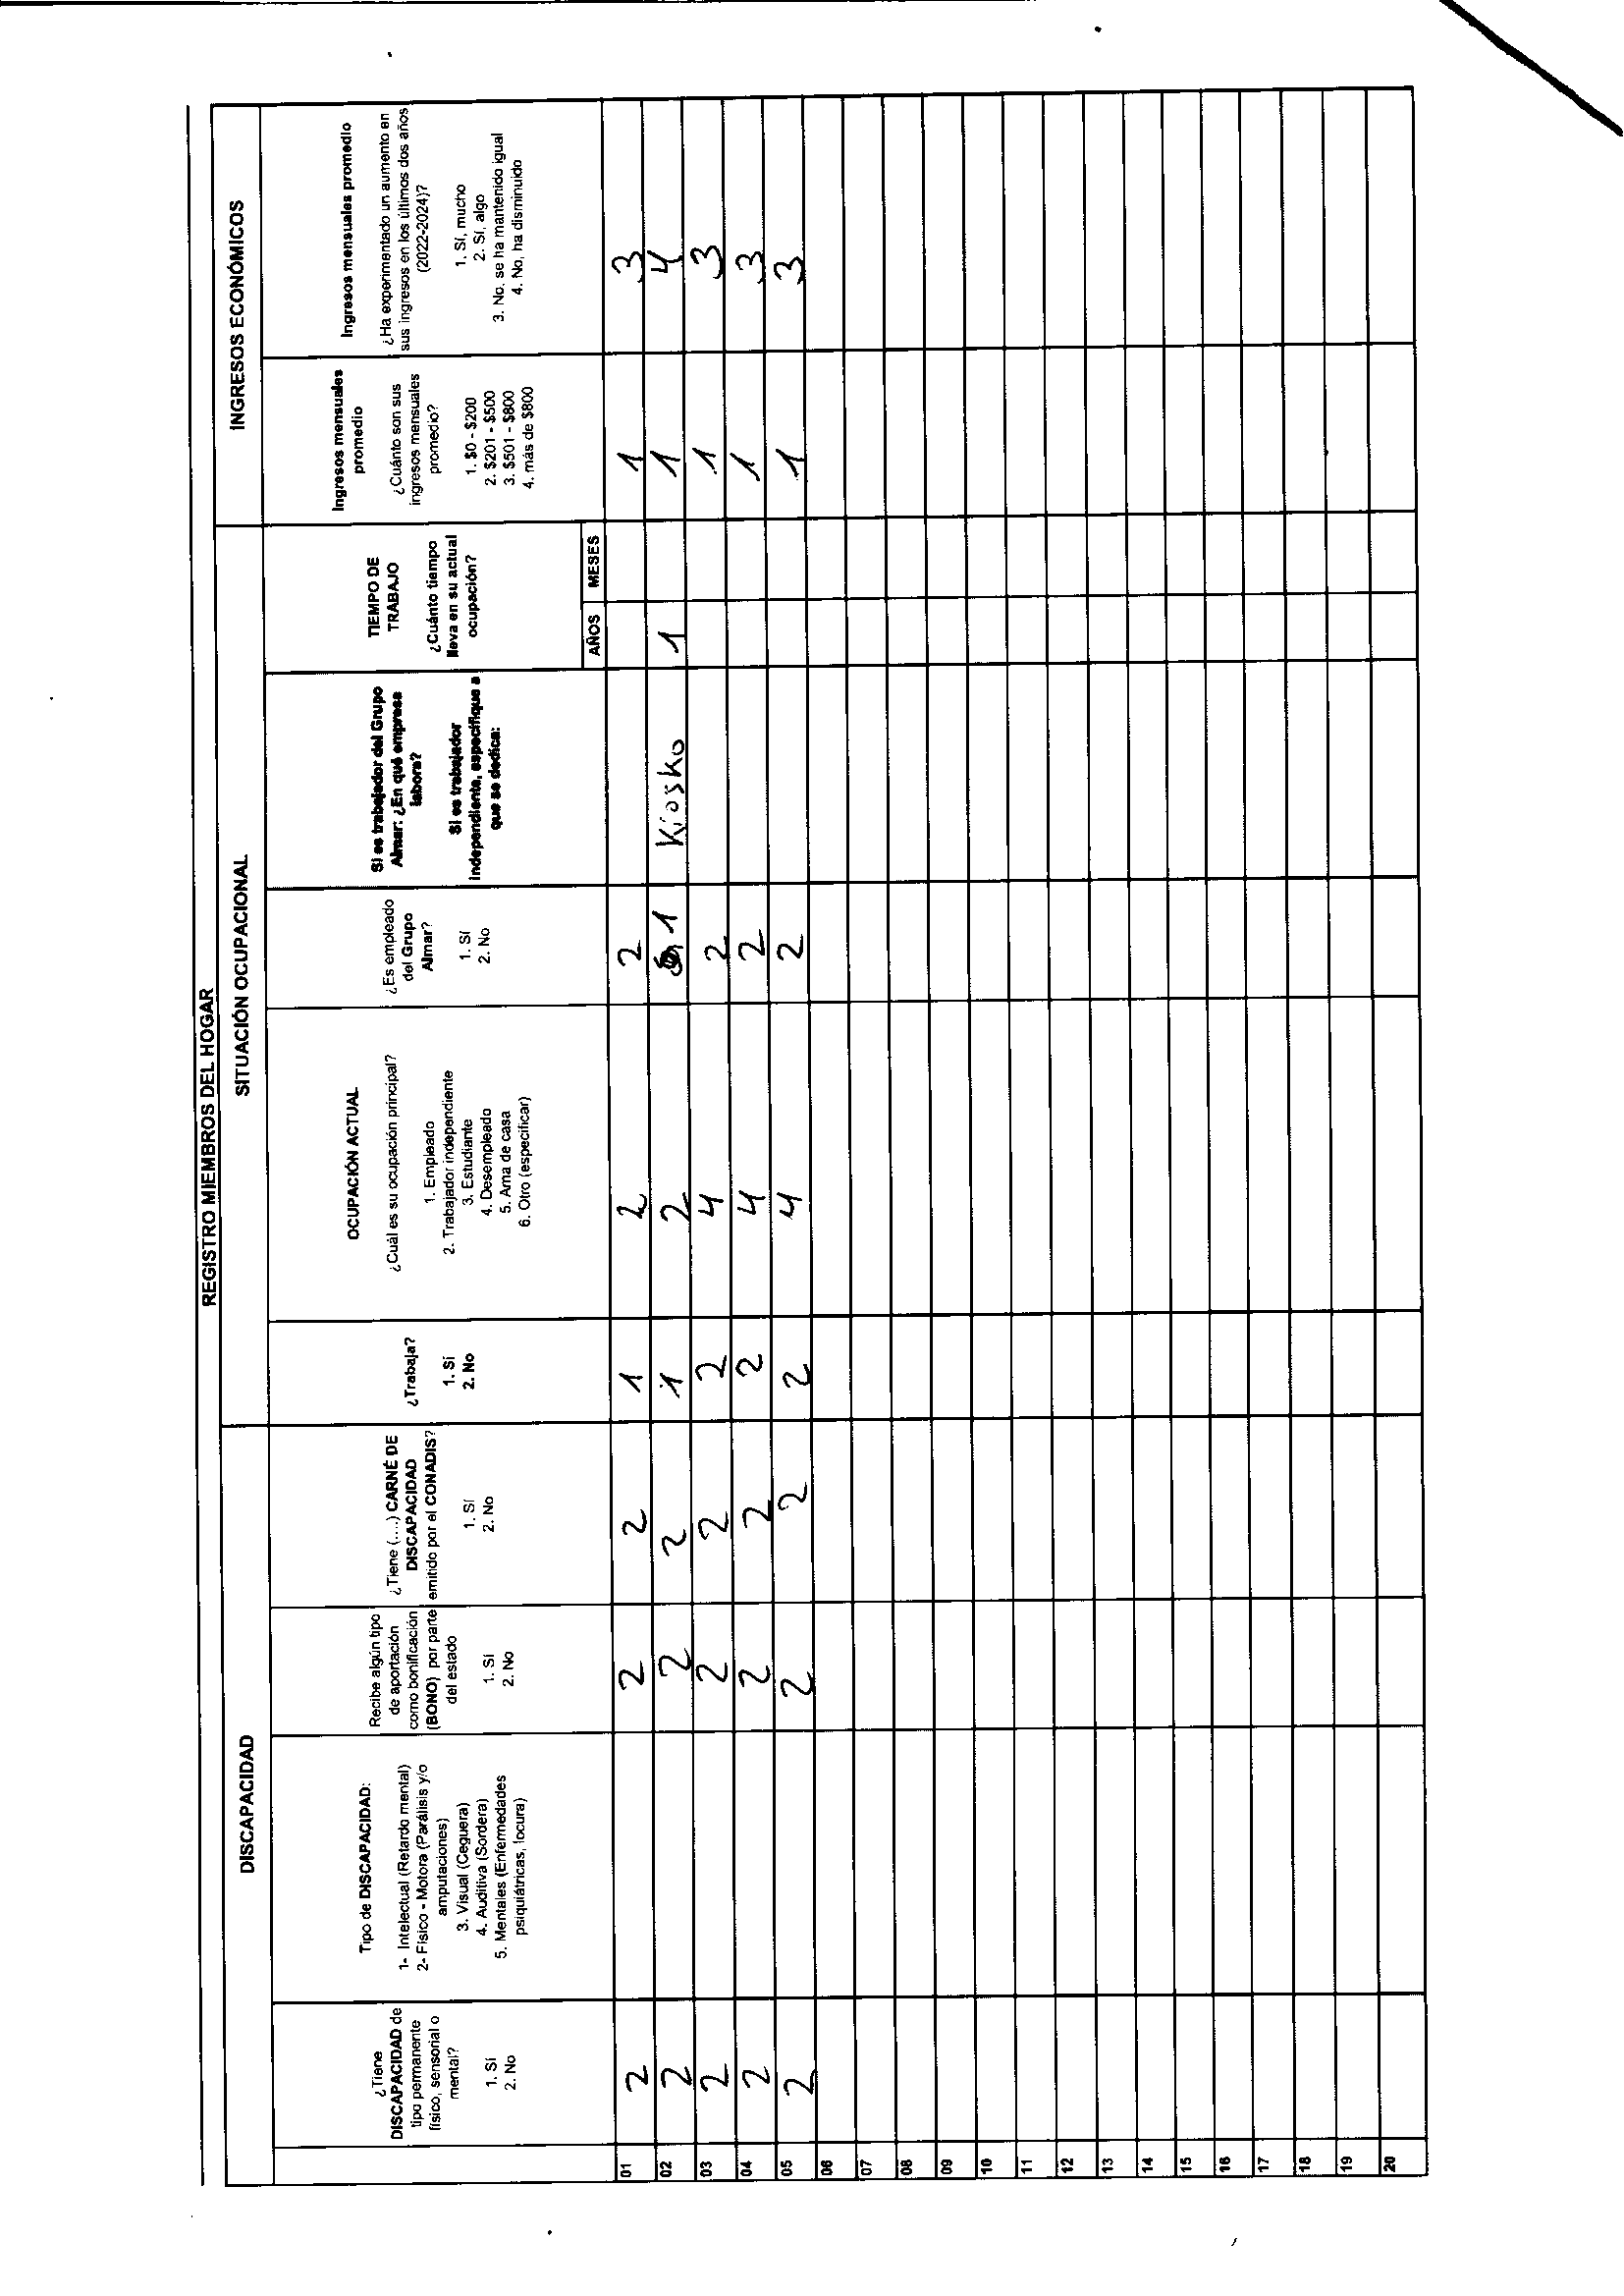 REGISTRO MIEMBROS DEL HOGAR
DISCAPACIDAD
SITUACIÓN OCUPACIONAL
INGRESOS ECONÓMICOS
¿Tiene
DISCAPACIDAD de
tipo permanente
físico, sensorial o
mental?
1. Sí
2. No
Tipo de DISCAPACIDAD:
1- Intelectual (Retardo mental)
2- Físico - Motora (Parálisis y/o
amputaciones)
3. Visual (Ceguera)
4. Auditiva (Sordera)
5. Mentales (Enfermedades
psiquiátricas, locura)
Recibe algún tipo
de aportación
como bonificación
(BONO) por parte
del estado
1. Sí
2. No
¿Tiene (....) CARNÉ DE
DISCAPACIDAD
emitido por el CONADIS?
1. Sí
2. No
¿Trabaja?
1. Sí
2. No
OCUPACIÓN ACTUAL
¿Cuál es su ocupación principal?
1. Empleado
2. Trabajador independiente
3. Estudiante
4. Desempleado
5. Ama de casa
6. Otro (especificar)
¿Es empleado
del Grupo
Almar?
1. Sí
2. No
Si es trabajador del Grupo
Almar: ¿En qué empresa
labora?
Si es trabajador
independiente, especifique a
que se dedica:
TIEMPO DE
TRABAJO
¿Cuánto tiempo
lleva en su actual
ocupación?
AÑOS MESES
Ingresos mensuales
promedio
¿Cuánto son sus
ingresos mensuales
promedio?
1. $0 - $200
2. $201 - $500
3. $501 - $800
4. más de $800
Ingresos mensuales promedio
¿Ha experimentado un aumento en
sus ingresos en los últimos dos años
(2022-2024)?
1. Sí, mucho
2. Sí, algo
3. No, se ha mantenido igual
4. No, ha disminuido
01 2 2 2 1 2 2 1 3
02 2 2 2 1 2 1 Kiosko 1 1 4
03 2 2 2 2 4 2 1 3
04 2 2 2 2 4 2 1 3
05 2 2 2 2 4 2 1 3
06
07
08
09
10
11
12
13
14
15
16
17
18
19
20